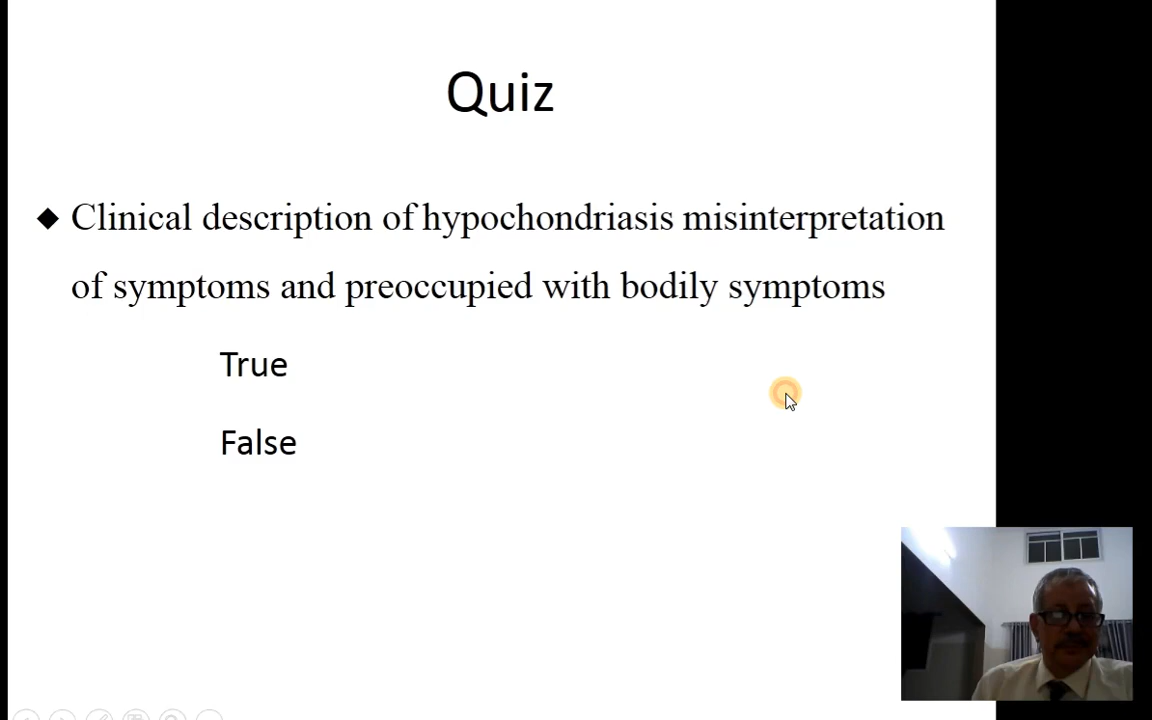 Quiz
◆ Clinical description of hypochondriasis misinterpretation
of symptoms and preoccupied with bodily symptoms
True
False